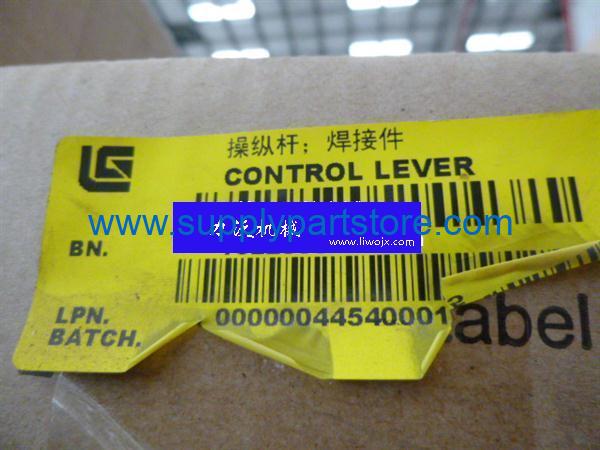 操纵杆；焊接件
CONTROL LEVER
www.supplypartstore.com
力沃机械
www.liwojx.com
BN.
LPN.
BATCH.
00000044540001
abel